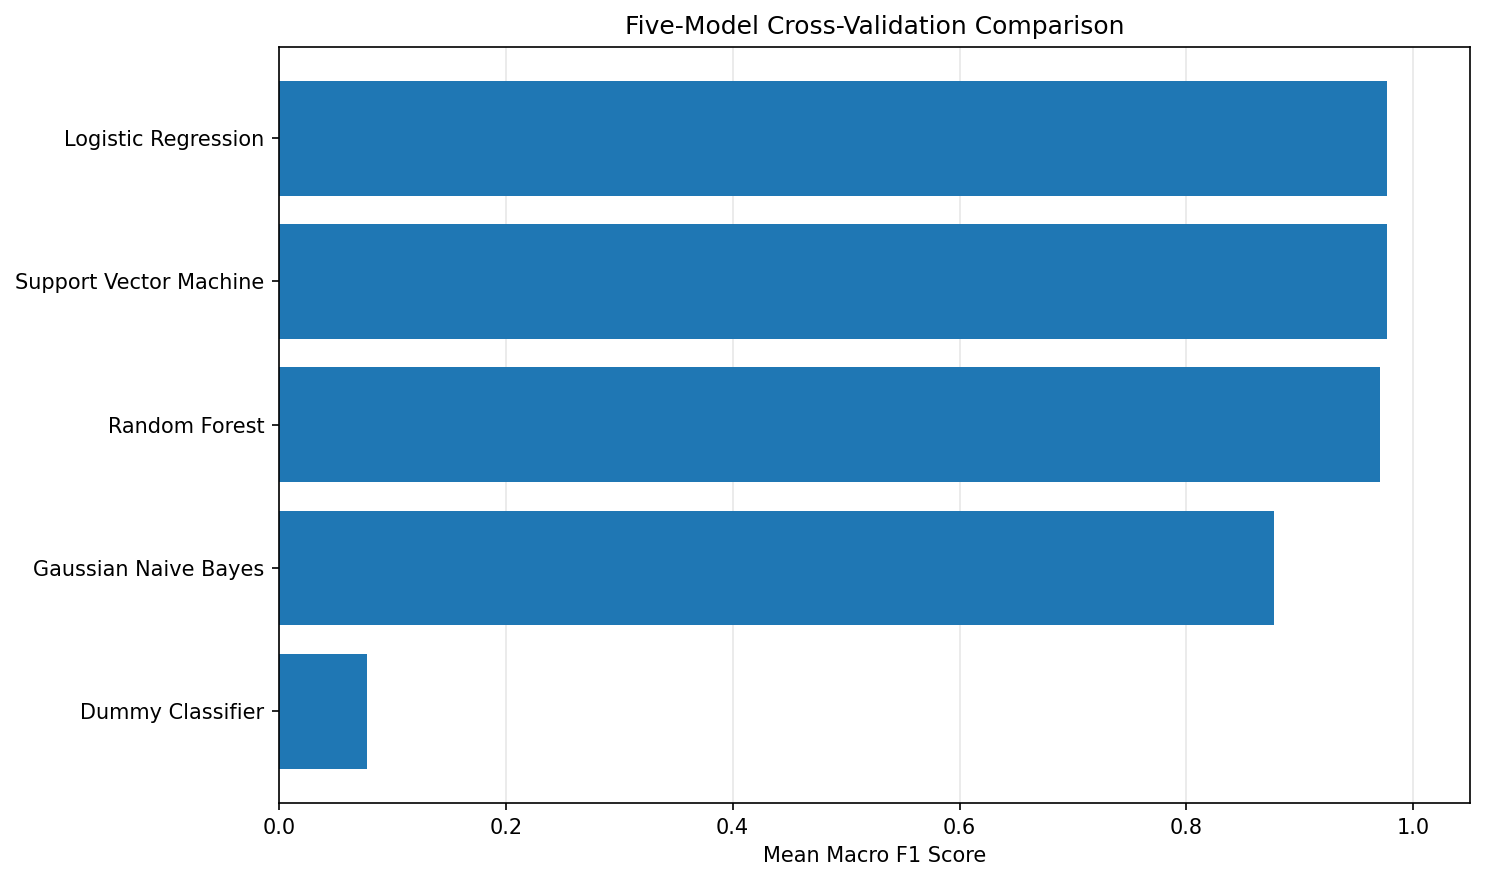 Five-Model Cross-Validation Comparison
Logistic Regression
Support Vector Machine
Random Forest
Gaussian Naive Bayes
Dummy Classifier
0.0 0.2 0.4 0.6 0.8 1.0
Mean Macro F1 Score